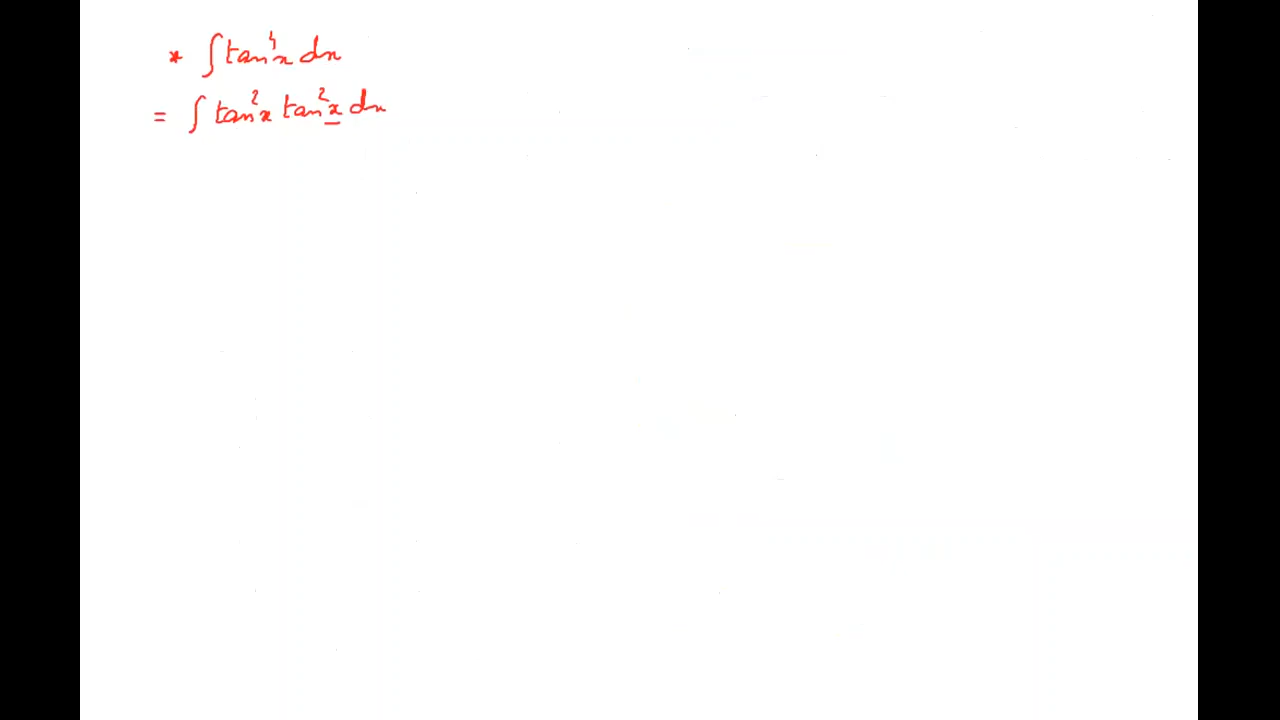 * ∫ tan⁴x dx
= ∫ tan²x tan²x dx